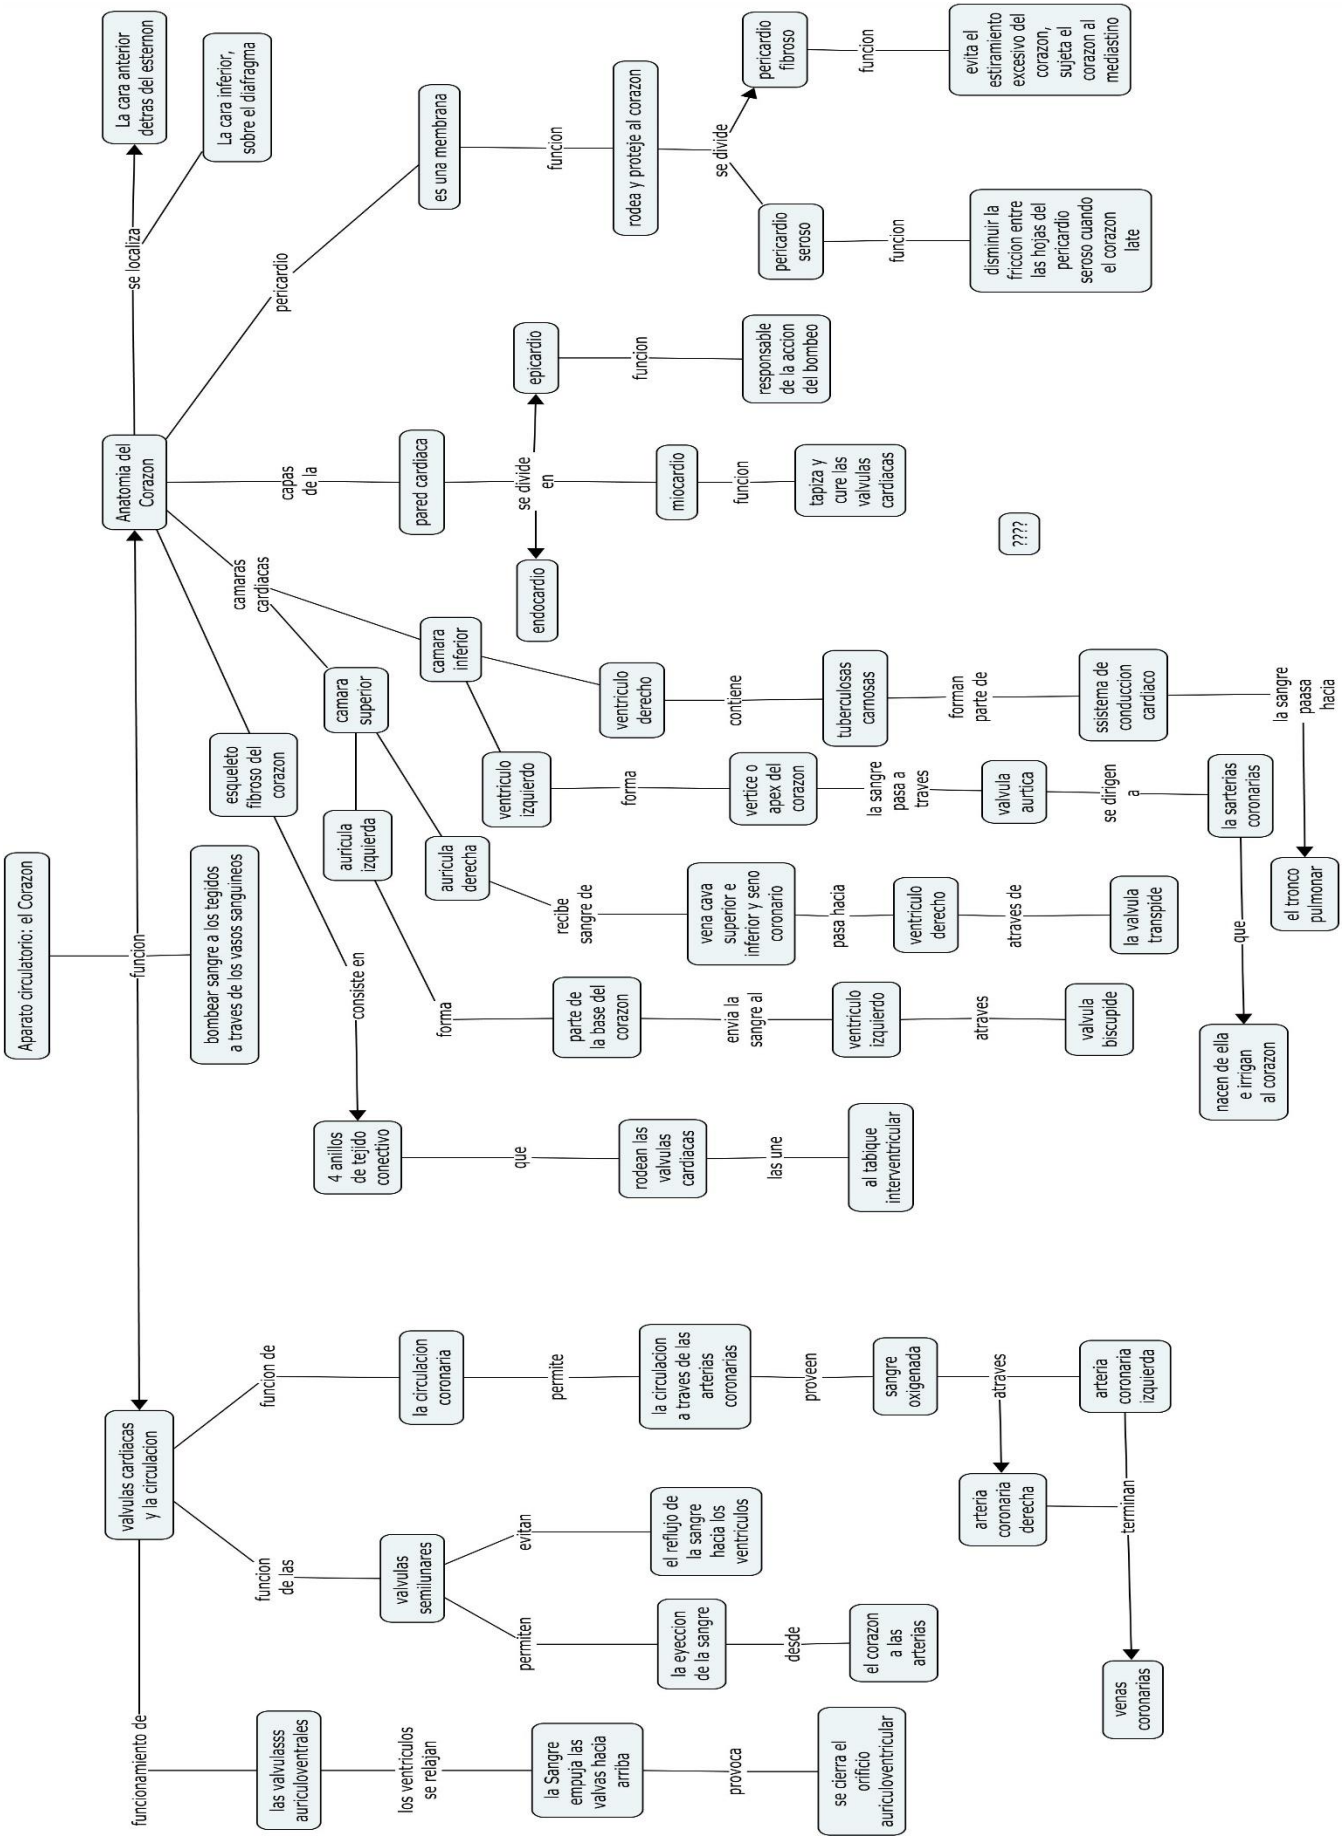 Aparato circulatorio: el Corazon
funcion
bombear sangre a los tegidos
a traves de los vasos sanguineos
valvulas cardiacas
y la circulacion
funcionamiento de
las valvulasss
auriculoventrales
los ventriculos
se relajan
la Sangre
empuja las
valvas hacia
arriba
provoca
se cierra el
orificio
auriculoventricular
funcion
de las
valvulas
semilunares
permiten
la eyeccion
de la sangre
desde
el corazon
a las
arterias
evitan
el reflujo de
la sangre
hacia los
ventriculos
funcion de
la circulacion
coronaria
permite
la circulacion
a traves de las
arterias
coronarias
proveen
sangre
oxigenada
atraves
arteria
coronaria
derecha
arteria
coronaria
izquierda
terminan
venas
coronarias
Anatomia del
Corazon
esqueleto
fibroso del
corazon
consiste en
4 anillos
de tejido
conectivo
que
rodean las
valvulas
cardiacas
las une
al tabique
interventricular
camaras
cardiacas
camara
superior
auricula
izquierda
forma
parte de
la base del
corazon
envia la
sangre al
ventriculo
izquierdo
atraves
valvula
biscupide
auricula
derecha
recibe
sangre de
vena cava
superior e
inferior y seno
coronario
pasa hacia
ventriculo
derecho
atraves de
la valvula
transpide
camara
inferior
ventriculo
izquierdo
forma
vertice o
apex del
corazon
la sangre
pasa a
traves
valvula
aurtica
se dirigen
a
la sarterias
coronarias
que
nacen de ella
e irrigan
al corazon
ventriculo
derecho
contiene
tuberculosas
carnosas
forman
parte de
ssistema de
conduccion
cardiaco
la sangre
paasa
hacia
el tronco
pulmonar
capas
de la
pared cardiaca
se divide
en
endocardio
miocardio
funcion
tapiza y
cure las
valvulas
cardiacas
epicardio
funcion
responsable
de la accion
del bombeo
????
pericardio
es una membrana
funcion
rodea y proteje al corazon
se divide
pericardio
seroso
funcion
disminuir la
friccion entre
las hojas del
pericardio
seroso cuando
el corazon
late
pericardio
fibroso
funcion
evita el
estiramiento
excesivo del
corazon,
sujeta el
corazon al
mediastino
se localiza
La cara anterior
detras del esternon
La cara inferior,
sobre el diafragma